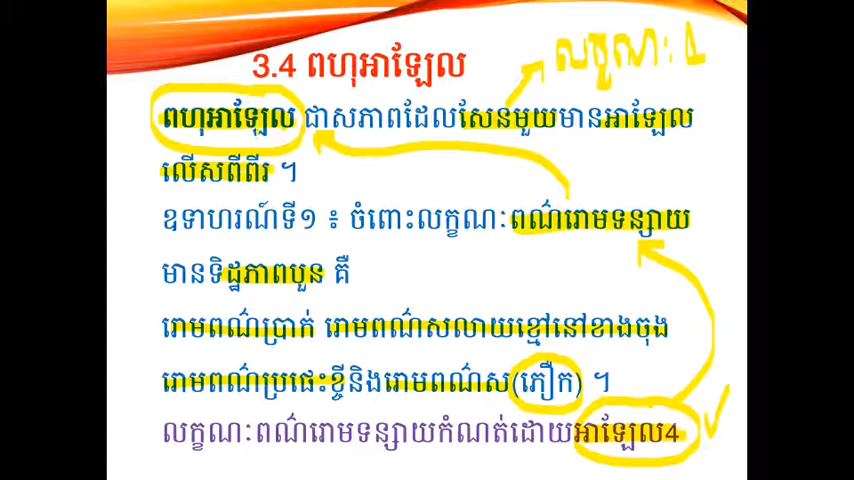 3.4 ពហុអាឡែល
លក្ខណៈ 1
ពហុអាឡែល ជាសភាពដែលសែនមួយមានអាឡែល
លើសពីពីរ ។
ឧទាហរណ៍ទី១ ៖ ចំពោះលក្ខណៈពណ៌រោមទន្សាយ
មានទិដ្ឋភាពបួន គឺ
រោមពណ៌ប្រាក់ រោមពណ៌សលាយខ្មៅនៅខាងចុង
រោមពណ៌ប្រផេះខ្ចីនិងរោមពណ៌ស(ភឿក) ។
លក្ខណៈពណ៌រោមទន្សាយកំណត់ដោយអាឡែល4